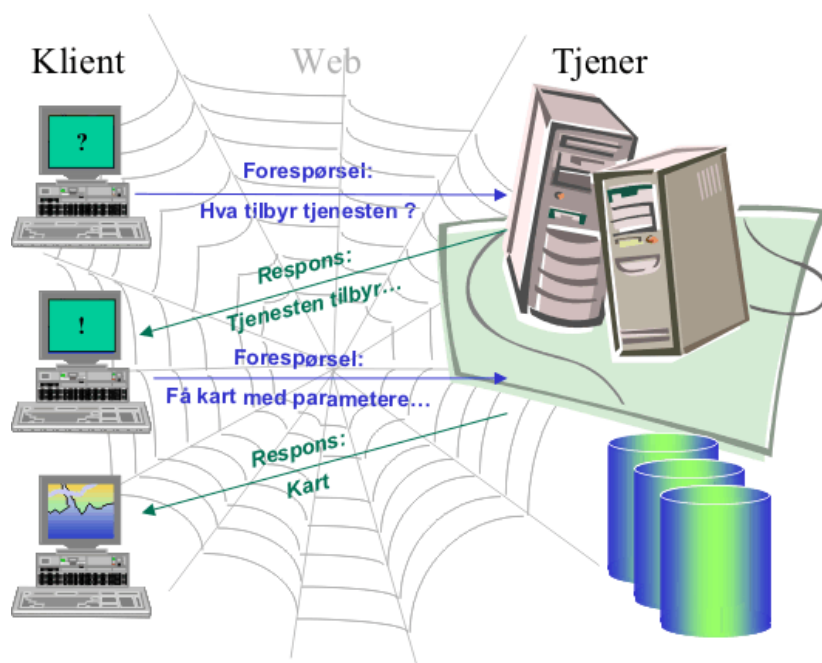 Klient
Web
Tjener
?
Forespørsel:
Hva tilbyr tjenesten ?
Respons:
Tjenesten tilbyr...
!
Forespørsel:
Få kart med parametere...
Respons:
Kart